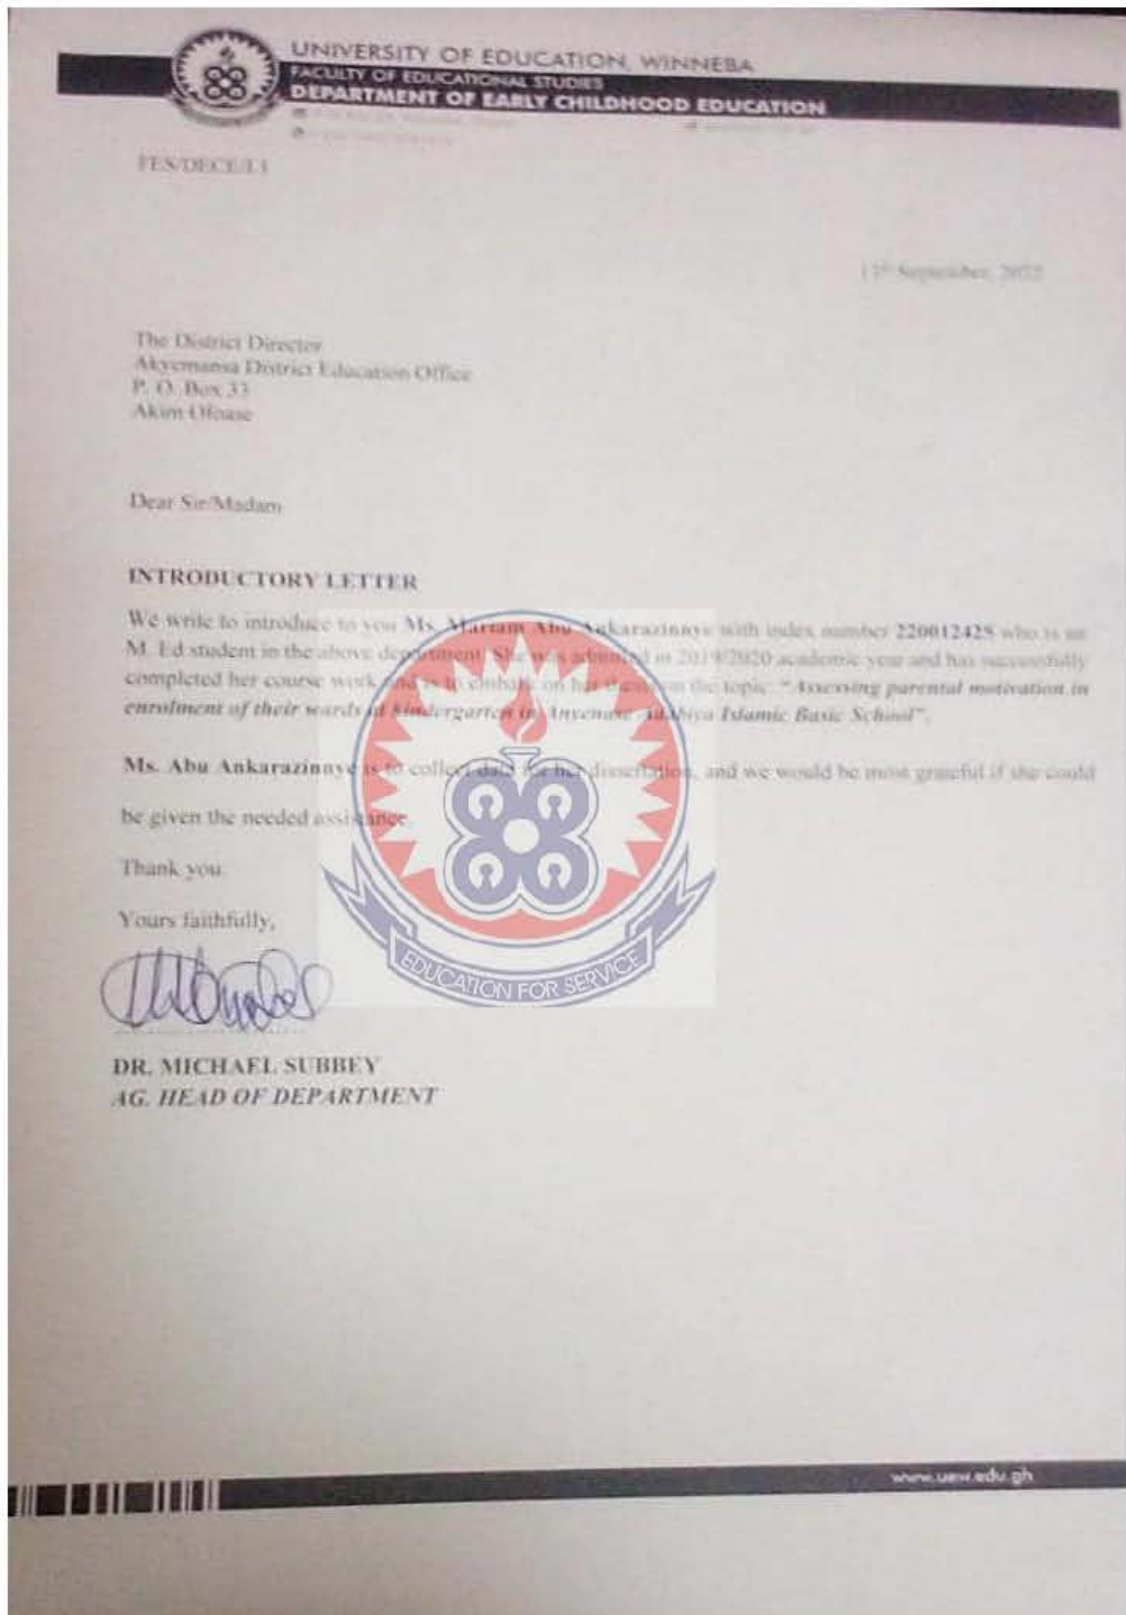 UNIVERSITY OF EDUCATION, WINNEBA
FACULTY OF EDUCATIONAL STUDIES
DEPARTMENT OF EARLY CHILDHOOD EDUCATION
FES/DECE/
September, 2022
The District Director
Akyemansa District Education Office
P. O. Box 33
Akim Ofoase
Dear Sir/Madam
INTRODUCTORY LETTER
We write to introduce to you Ms. Mariam Abu Ankarazinnye with index number 220012428 who is an
M. Ed student in the above department. She was admitted in 2019/2020 academic year and has successfully
completed her course work and is to embark on her thesis on the topic: "Assessing parental motivation in
enrolment of their wards at kindergarten in Islamic Basic School".
Ms. Abu Ankarazinnye is to collect data for her dissertation, and we would be most grateful if she could
be given the needed assistance.
Thank you.
Yours faithfully,
DR. MICHAEL SUBBEY
AG. HEAD OF DEPARTMENT
EDUCATION FOR SERVICE
www.uew.edu.gh